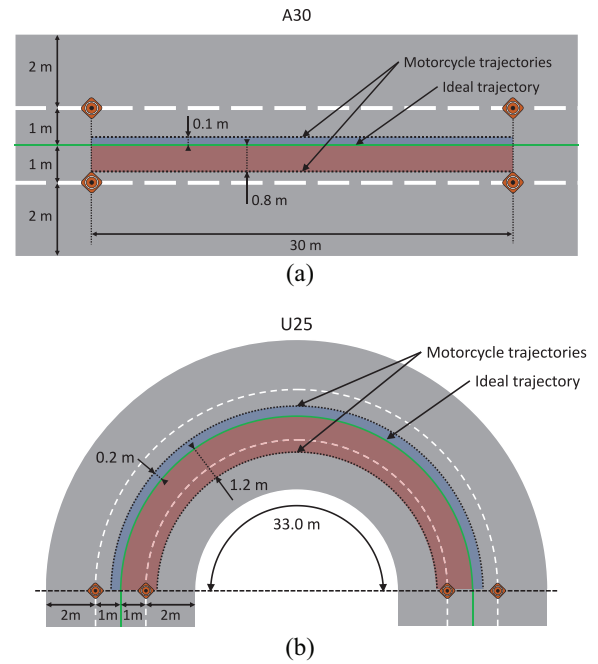 A30
2 m
Motorcycle trajectories
Ideal trajectory
1 m
0.1 m
1 m
0.8 m
2 m
30 m
(a)
U25
Motorcycle trajectories
Ideal trajectory
0.2 m
1.2 m
33.0 m
2m 1m 1m 2m
(b)